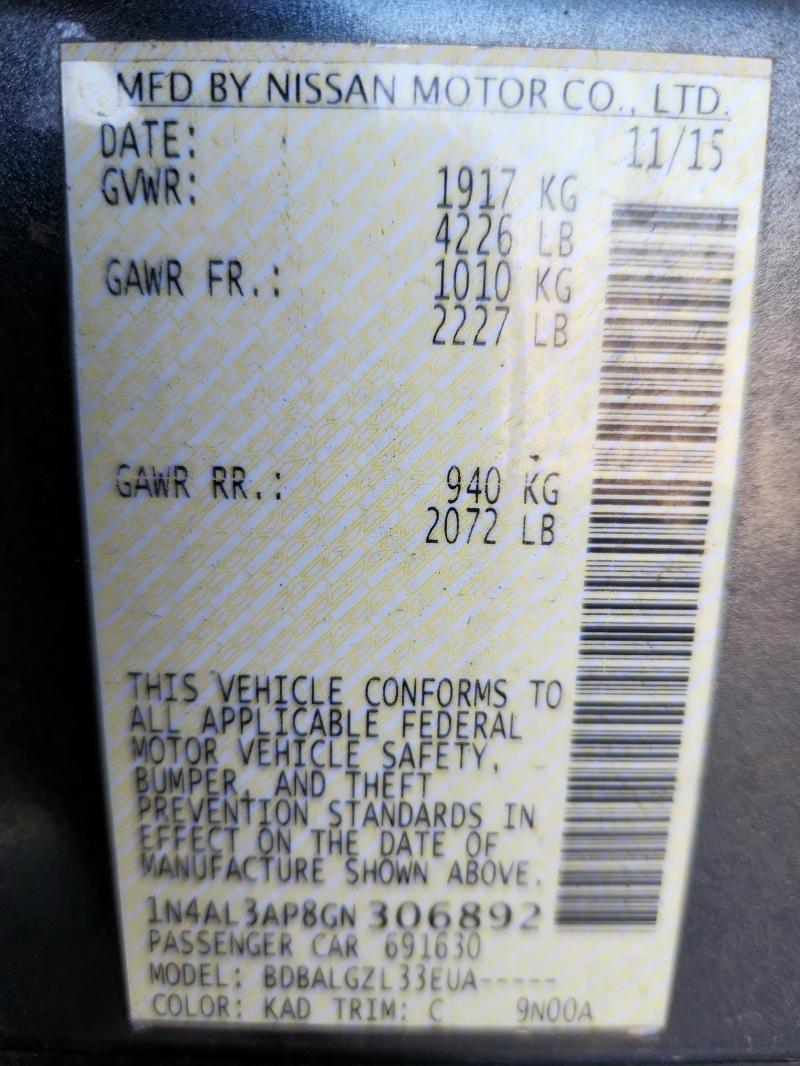 MFD BY NISSAN MOTOR CO., LTD.
DATE: 11/15
GVWR: 1917 KG
4226 LB
GAWR FR.: 1010 KG
2227 LB
GAWR RR.: 940 KG
2072 LB
THIS VEHICLE CONFORMS TO
ALL APPLICABLE FEDERAL
MOTOR VEHICLE SAFETY,
BUMPER, AND THEFT
PREVENTION STANDARDS IN
EFFECT ON THE DATE OF
MANUFACTURE SHOWN ABOVE.
1N4AL3AP8GN 306892
PASSENGER CAR 691630
MODEL: BDBALGZL33EUA-----
COLOR: KAD TRIM: C 9N00A